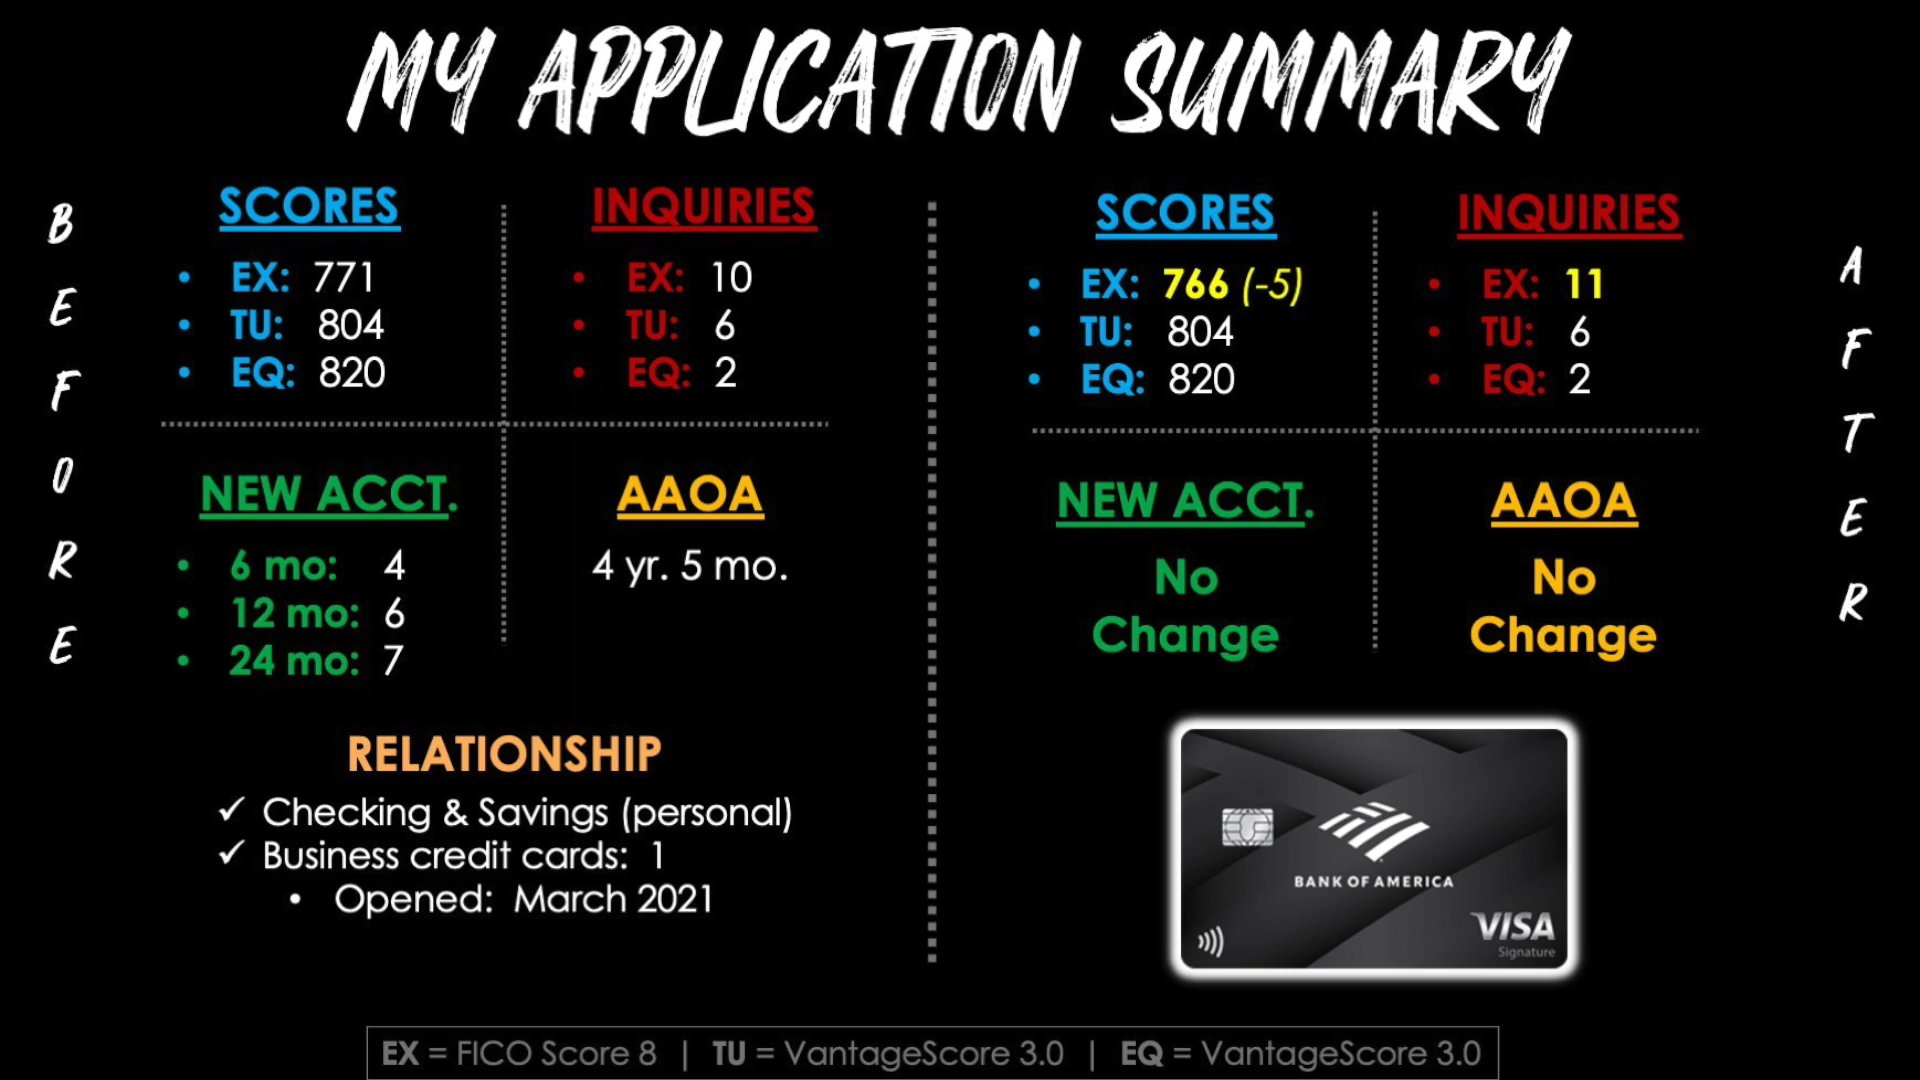 MY APPLICATION SUMMARY
BEFORE
SCORES
• EX: 771
• TU: 804
• EQ: 820
INQUIRIES
• EX: 10
• TU: 6
• EQ: 2
NEW ACCT.
• 6 mo: 4
• 12 mo: 6
• 24 mo: 7
AAOA
4 yr. 5 mo.
RELATIONSHIP
✓ Checking & Savings (personal)
✓ Business credit cards: 1
• Opened: March 2021
SCORES
• EX: 766 (-5)
• TU: 804
• EQ: 820
INQUIRIES
• EX: 11
• TU: 6
• EQ: 2
NEW ACCT.
No
Change
AAOA
No
Change
AFTER
BANK OF AMERICA
VISA
Signature
EX = FICO Score 8 | TU = VantageScore 3.0 | EQ = VantageScore 3.0